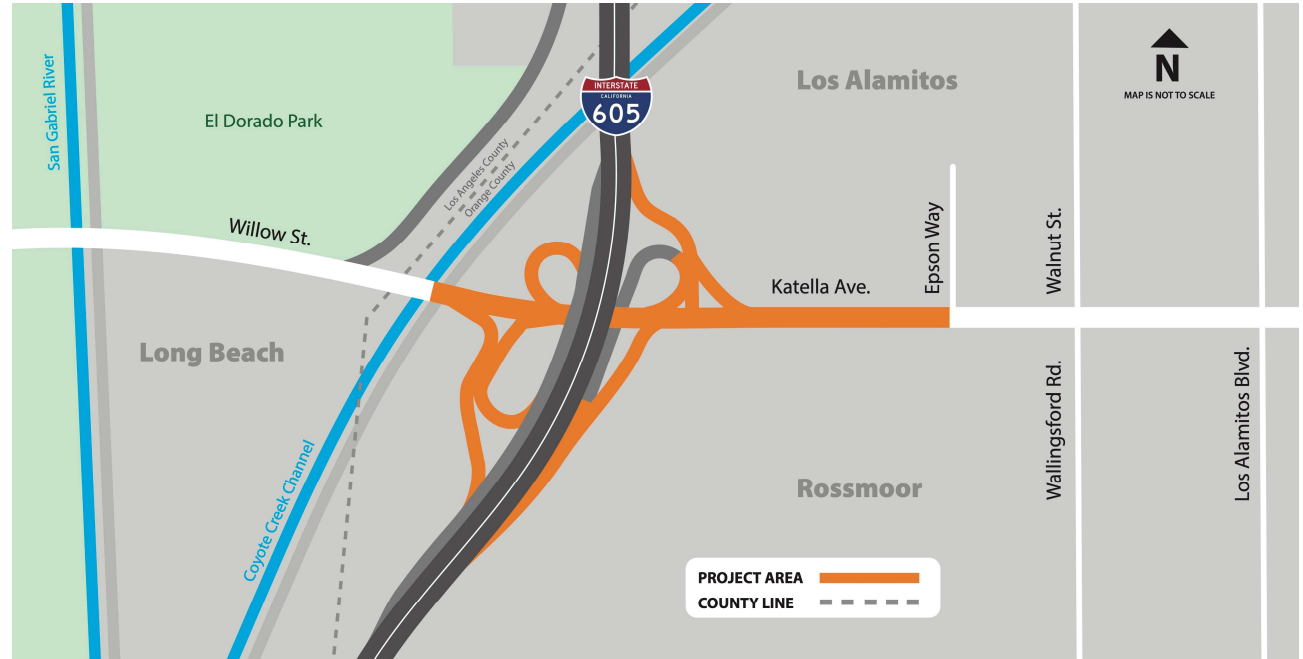 San Gabriel River
El Dorado Park
Willow St.
Los Angeles County
Orange County
INTERSTATE
CALIFORNIA
605
Los Alamitos
N
MAP IS NOT TO SCALE
Katella Ave.
Epson Way
Walnut St.
Long Beach
Coyote Creek Channel
Rossmoor
Wallingsford Rd.
Los Alamitos Blvd.
PROJECT AREA
COUNTY LINE